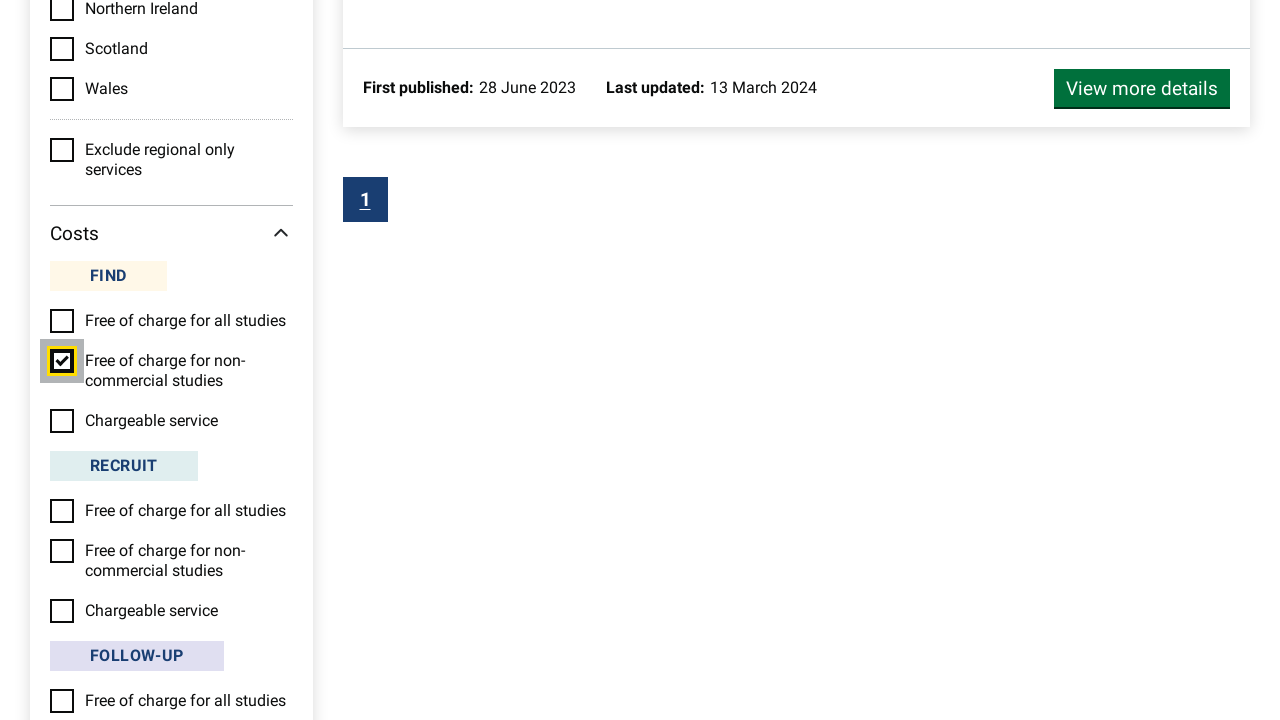 Northern Ireland
Scotland
Wales
Exclude regional only
services
Costs
FIND
Free of charge for all studies
Free of charge for non-
commercial studies
Chargeable service
RECRUIT
Free of charge for all studies
Free of charge for non-
commercial studies
Chargeable service
FOLLOW-UP
Free of charge for all studies
First published: 28 June 2023 Last updated: 13 March 2024
View more details
1